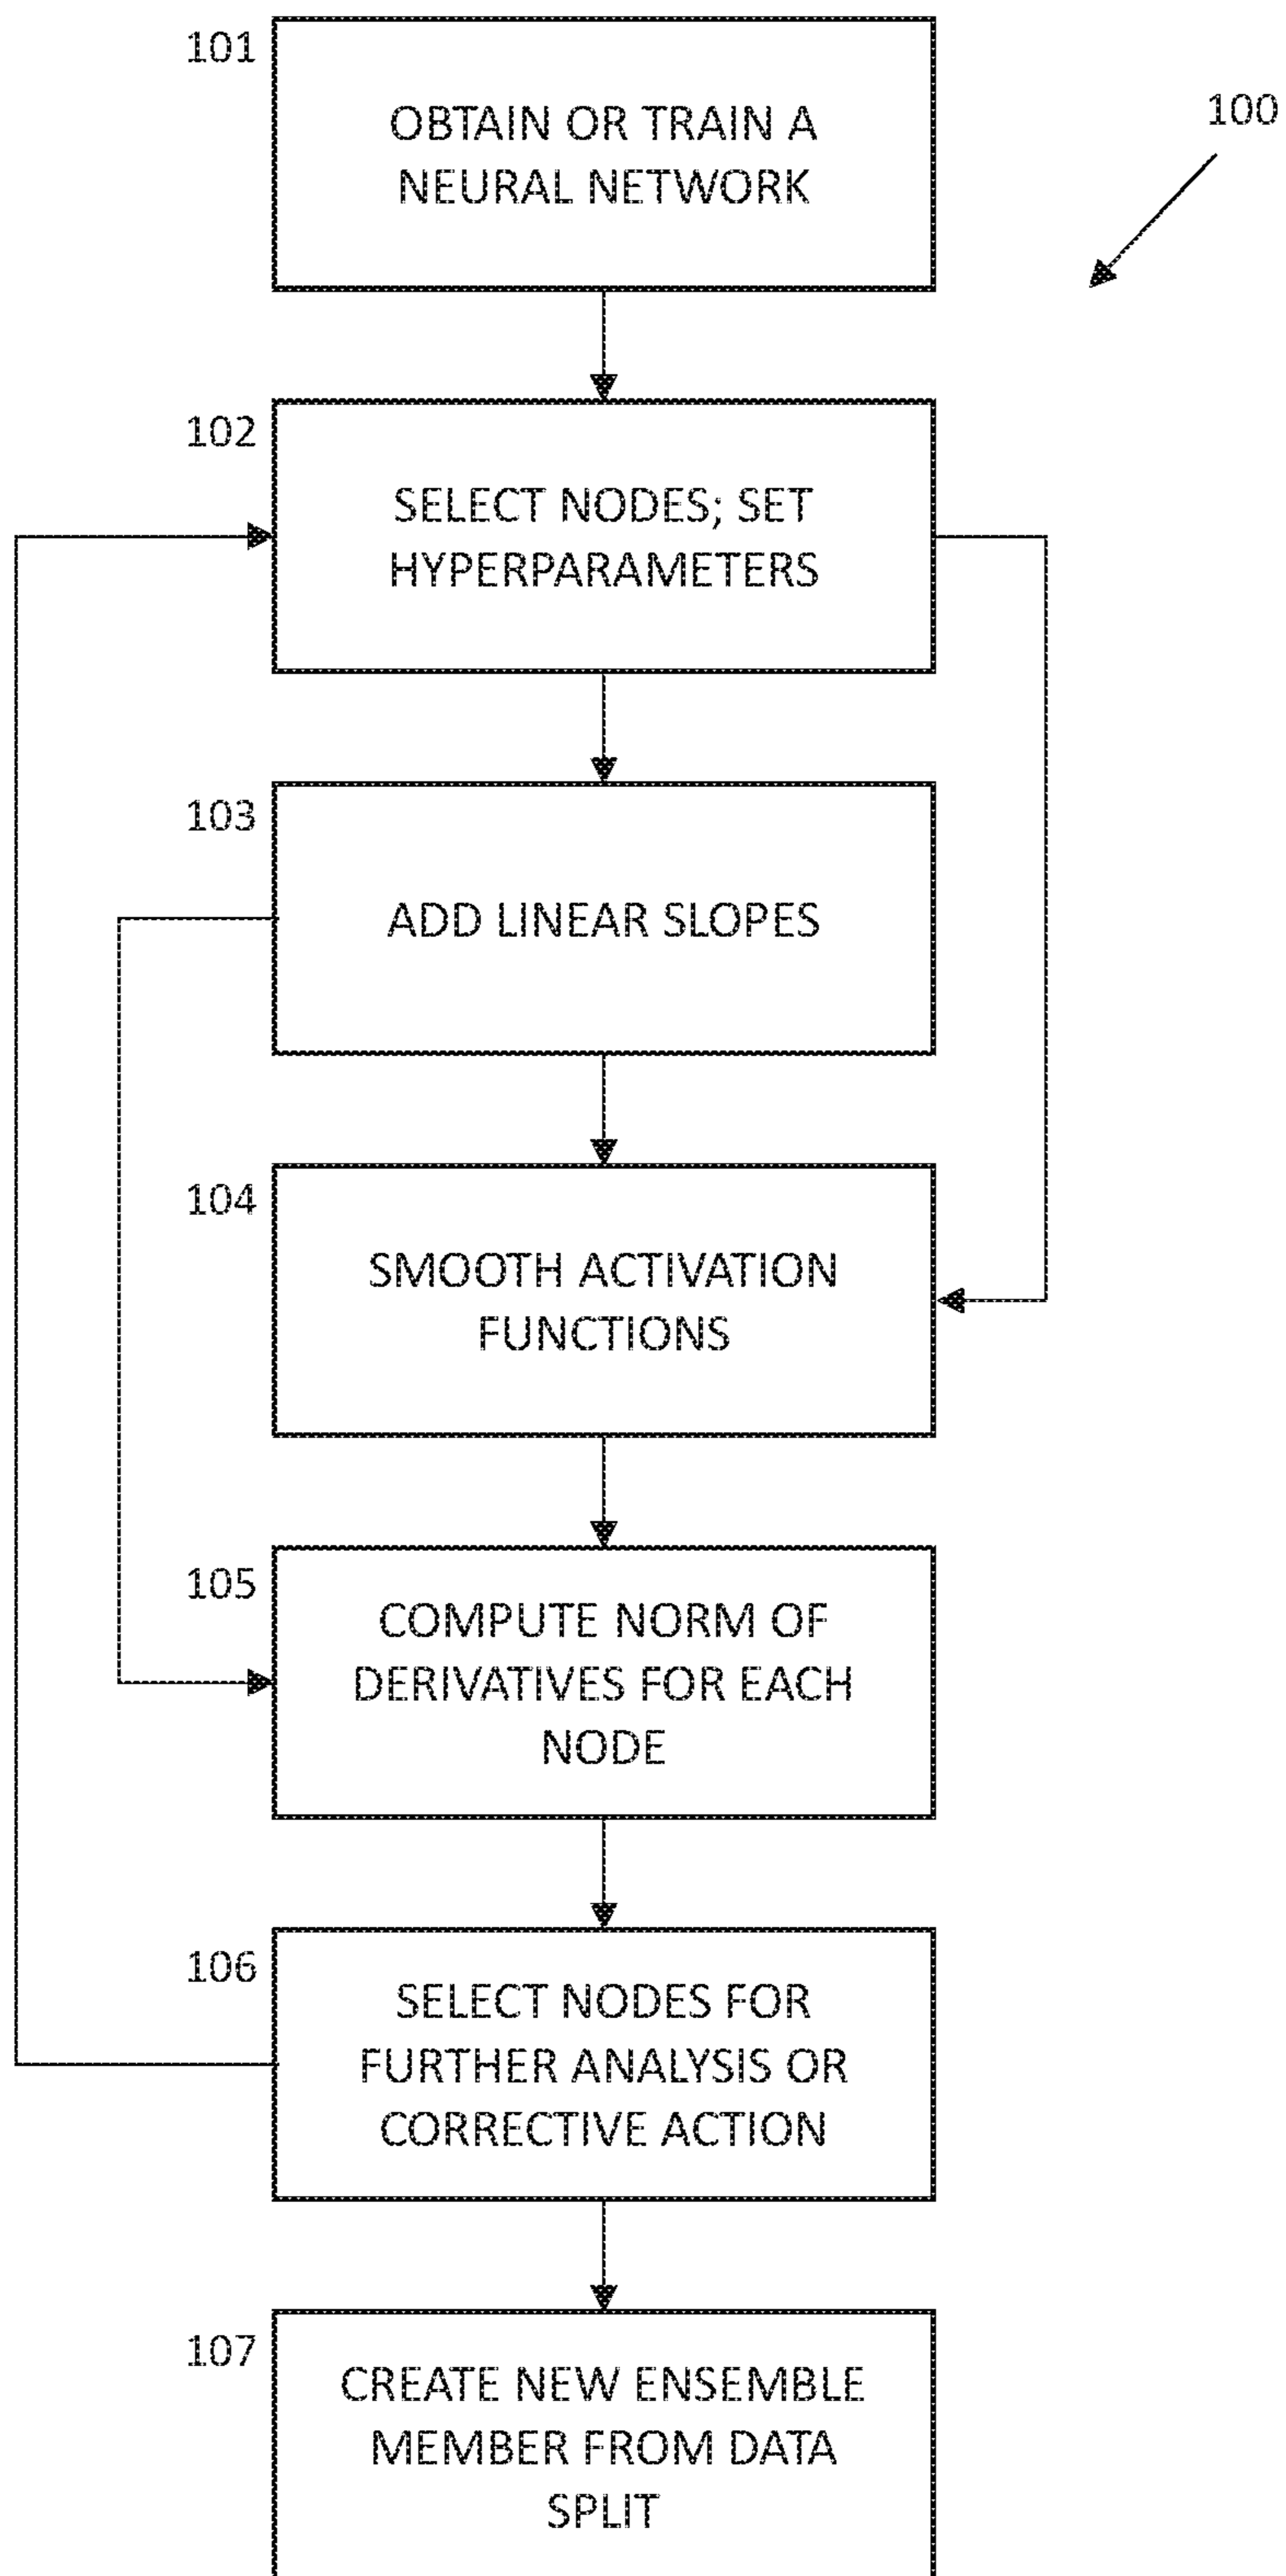 101
OBTAIN OR TRAIN A
NEURAL NETWORK
100
102
SELECT NODES; SET
HYPERPARAMETERS
103
ADD LINEAR SLOPES
104
SMOOTH ACTIVATION
FUNCTIONS
105
COMPUTE NORM OF
DERIVATIVES FOR EACH
NODE
106
SELECT NODES FOR
FURTHER ANALYSIS OR
CORRECTIVE ACTION
107
CREATE NEW ENSEMBLE
MEMBER FROM DATA
SPLIT